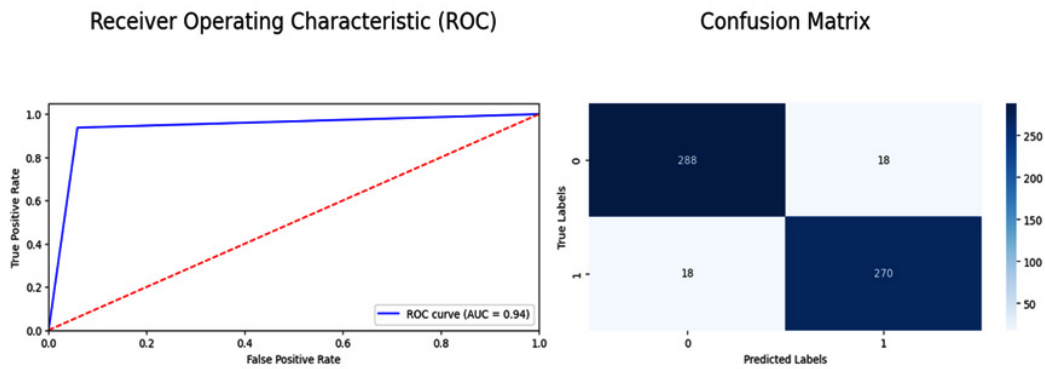 Receiver Operating Characteristic (ROC)
1.0
0.8
0.6
0.4
0.2
0.0
True Positive Rate
ROC curve (AUC = 0.94)
0.0 0.2 0.4 0.6 0.8 1.0
False Positive Rate
Confusion Matrix
True Labels
0
288 18
1
18 270
0 1
Predicted Labels
250
200
150
100
50